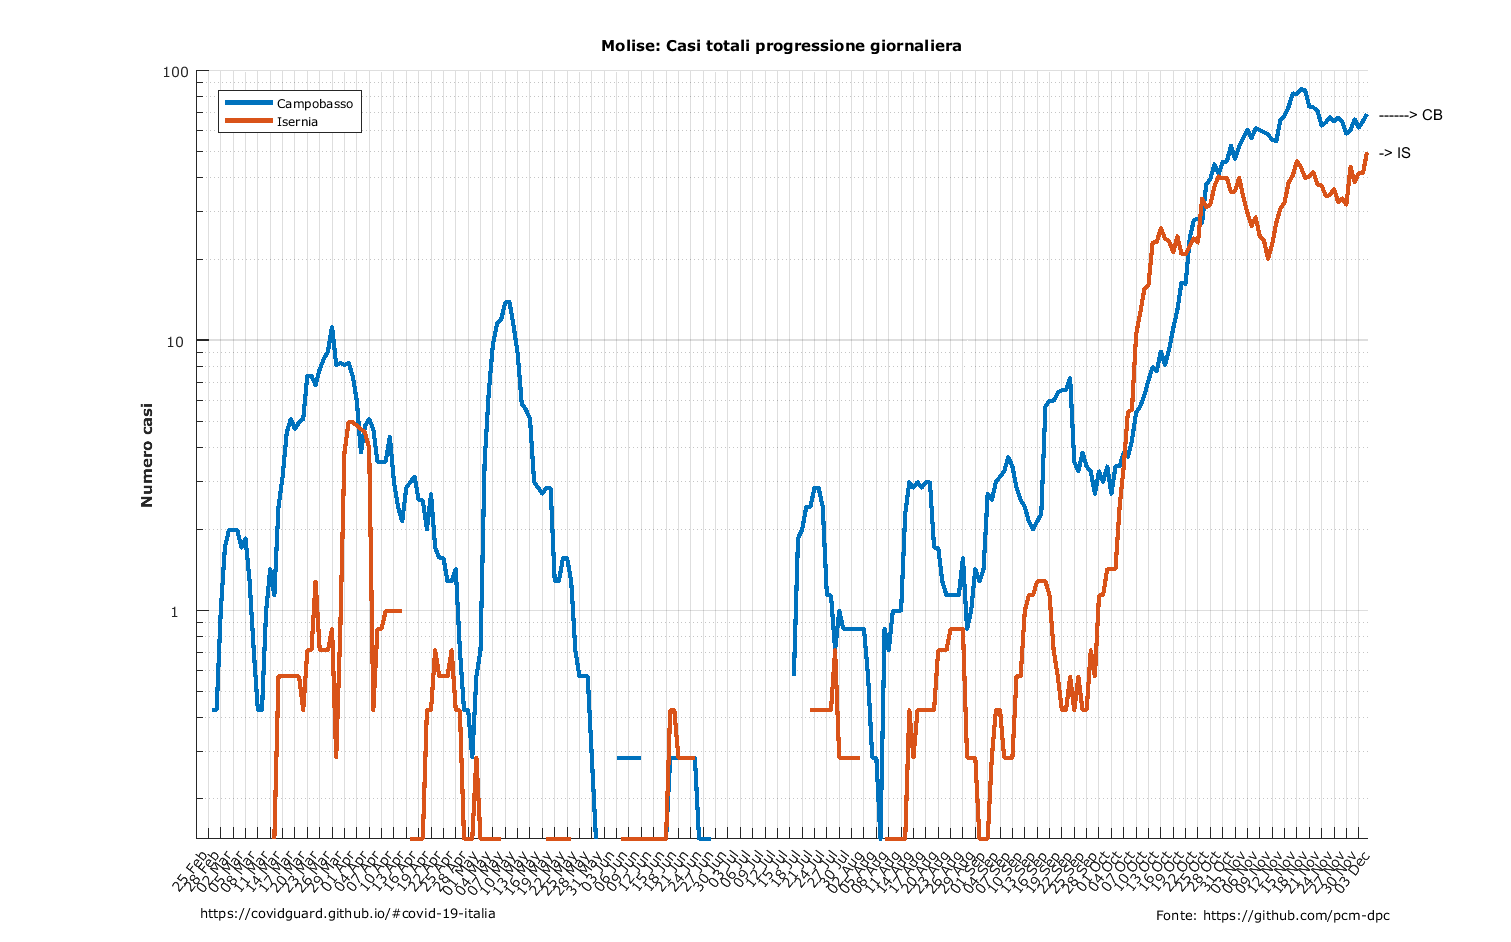 Molise: Casi totali progressione giornaliera
100
10
1
Numero casi
Campobasso
Isernia
------> CB
-> IS
25 Feb
28 Feb
02 Mar
05 Mar
08 Mar
11 Mar
14 Mar
17 Mar
20 Mar
23 Mar
26 Mar
29 Mar
01 Apr
04 Apr
07 Apr
10 Apr
13 Apr
16 Apr
19 Apr
22 Apr
25 Apr
28 Apr
01 May
04 May
07 May
10 May
13 May
16 May
19 May
22 May
25 May
28 May
31 May
03 Jun
06 Jun
09 Jun
12 Jun
15 Jun
18 Jun
21 Jun
24 Jun
27 Jun
30 Jun
03 Jul
06 Jul
09 Jul
12 Jul
15 Jul
18 Jul
21 Jul
24 Jul
27 Jul
30 Jul
02 Aug
05 Aug
08 Aug
11 Aug
14 Aug
17 Aug
20 Aug
23 Aug
26 Aug
29 Aug
01 Sep
04 Sep
07 Sep
10 Sep
13 Sep
16 Sep
19 Sep
22 Sep
25 Sep
28 Sep
01 Oct
04 Oct
07 Oct
10 Oct
13 Oct
16 Oct
19 Oct
22 Oct
25 Oct
28 Oct
31 Oct
03 Nov
06 Nov
09 Nov
12 Nov
15 Nov
18 Nov
21 Nov
24 Nov
27 Nov
30 Nov
03 Dec
https://covidguard.github.io/#covid-19-italia
Fonte: https://github.com/pcm-dpc